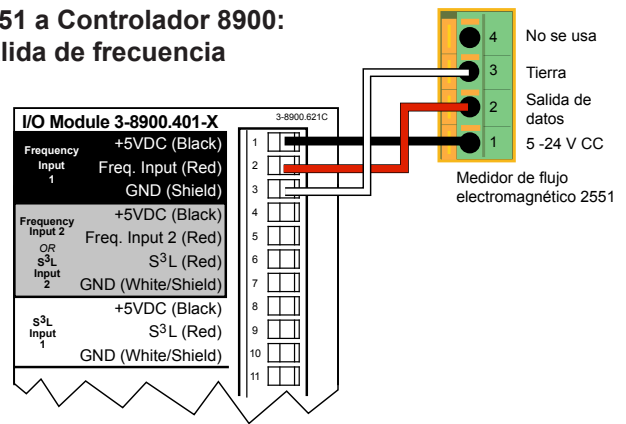 51 a Controlador 8900:
lida de frecuencia
I/O Module 3-8900.401-X
3-8900.621C
Frequency Input 1
+5VDC (Black)
Freq. Input (Red)
GND (Shield)
Frequency Input 2
OR
S³L Input 2
+5VDC (Black)
Freq. Input 2 (Red)
S³L (Red)
GND (White/Shield)
S³L Input 1
+5VDC (Black)
S³L (Red)
GND (White/Shield)
1
2
3
4
5
6
7
8
9
10
11
4 No se usa
3 Tierra
2 Salida de
datos
1 5 -24 V CC
Medidor de flujo
electromagnético 2551